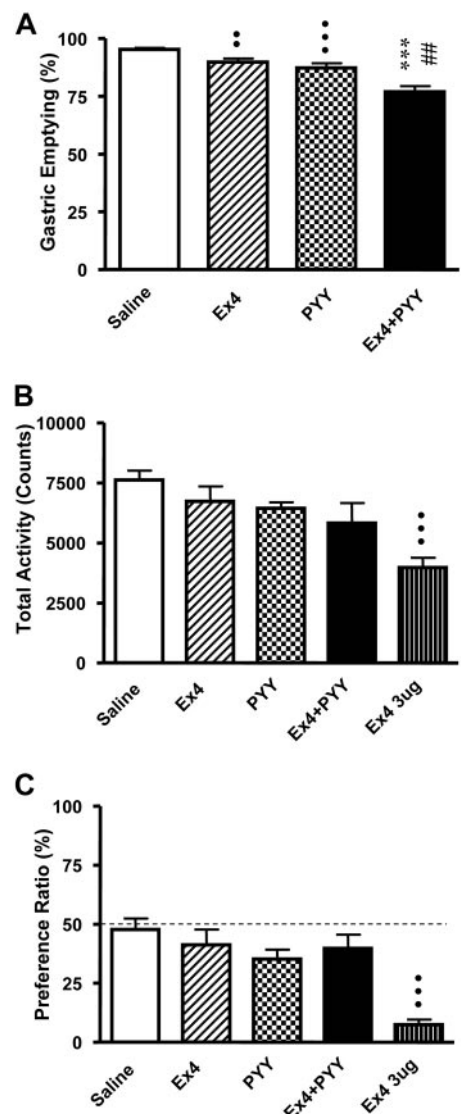 A
Gastric Emptying (%)
100
75
50
25
0
••
•••
***
##
Saline
Ex4
PYY
Ex4+PYY
B
Total Activity (Counts)
10000
7500
5000
2500
0
•••
Saline
Ex4
PYY
Ex4+PYY
Ex4 3ug
C
Preference Ratio (%)
100
75
50
25
0
•••
Saline
Ex4
PYY
Ex4+PYY
Ex4 3ug